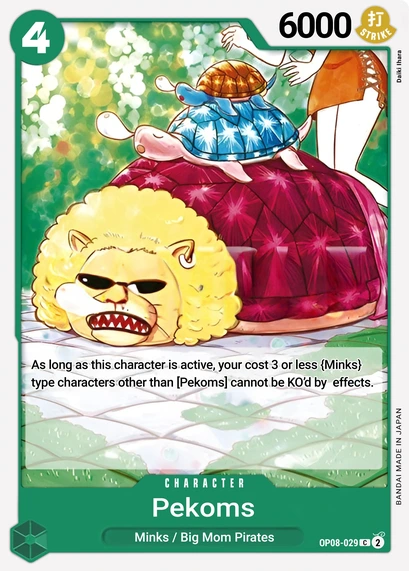 4
6000
打
STRIKE
Daiki Ihara
As long as this character is active, your cost 3 or less {Minks}
type characters other than [Pekoms] cannot be KO'd by effects.
BANDAI MADE IN JAPAN
CHARACTER
Pekoms
Minks / Big Mom Pirates
OP08-029 C 2